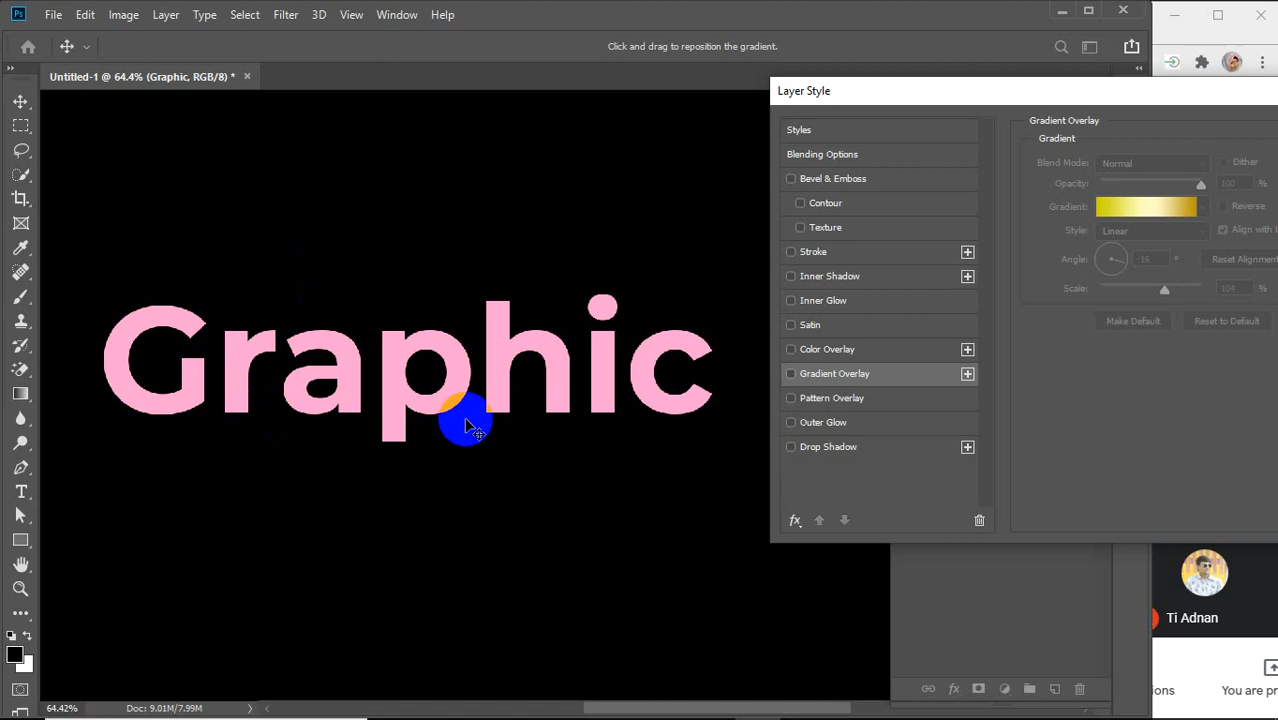 Ps File Edit Image Layer Type Select Filter 3D View Window Help
Click and drag to reposition the gradient.
Untitled-1 @ 64.4% (Graphic, RGB/8) *
Layer Style
Styles
Blending Options
Bevel & Emboss
Contour
Texture
Stroke
Inner Shadow
Inner Glow
Satin
Color Overlay
Gradient Overlay
Pattern Overlay
Outer Glow
Drop Shadow
fx
Gradient Overlay
Gradient
Blend Mode: Normal Dither
Opacity: 100 %
Gradient: Reverse
Style: Linear Align with L
Angle: -16 ° Reset Alignment
Scale: 104 %
Make Default Reset to Default
Graphic
Ti Adnan
fx
ions You are pr
64.42% Doc: 9.01M/7.99M